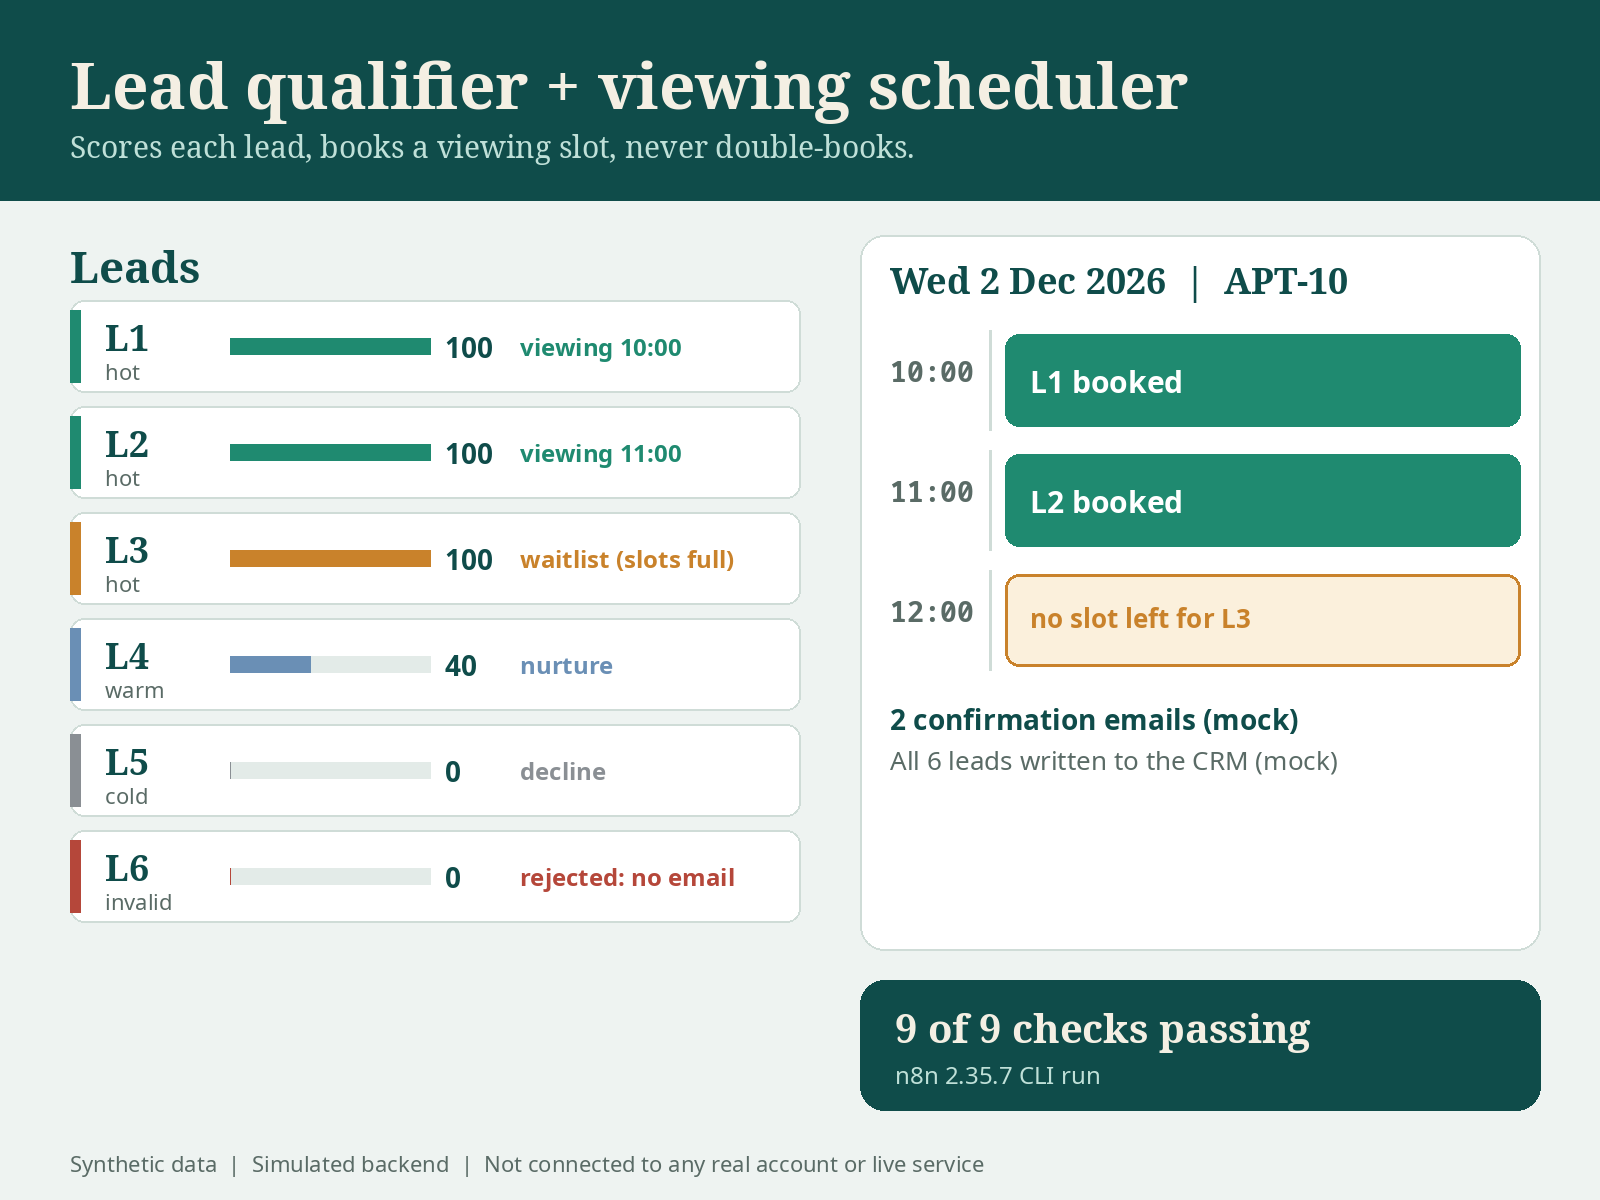 Lead qualifier + viewing scheduler
Scores each lead, books a viewing slot, never double-books.
Leads
L1
hot
100
viewing 10:00
L2
hot
100
viewing 11:00
L3
hot
100
waitlist (slots full)
L4
warm
40
nurture
L5
cold
0
decline
L6
invalid
0
rejected: no email
Wed 2 Dec 2026 | APT-10
10:00
L1 booked
11:00
L2 booked
12:00
no slot left for L3
2 confirmation emails (mock)
All 6 leads written to the CRM (mock)
9 of 9 checks passing
n8n 2.35.7 CLI run
Synthetic data | Simulated backend | Not connected to any real account or live service